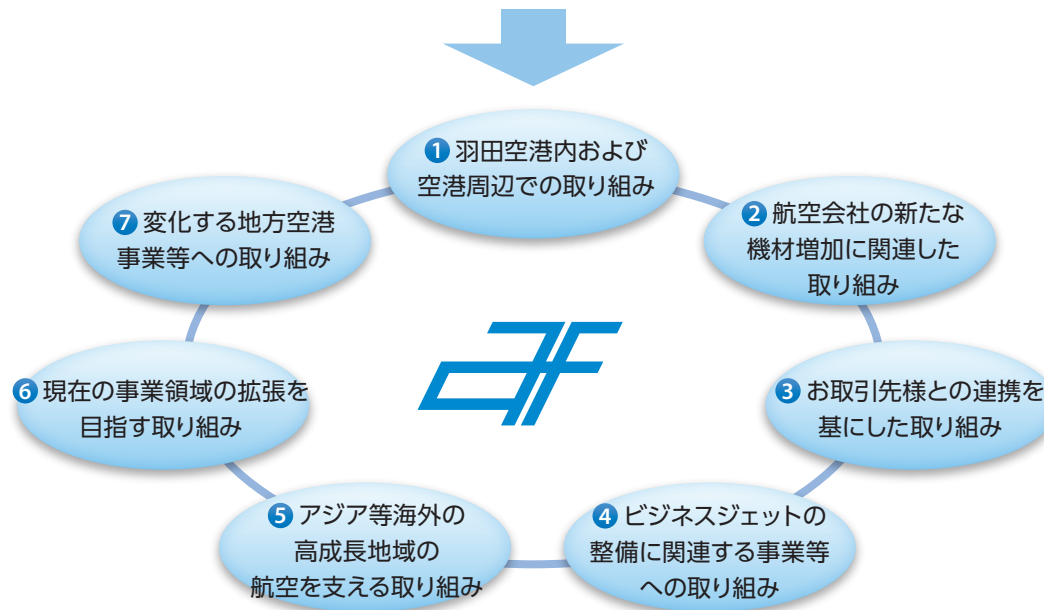 ❶ 羽田空港内および
空港周辺での取り組み
❷ 航空会社の新たな
機材増加に関連した
取り組み
❸ お取引先様との連携を
基にした取り組み
❹ ビジネスジェットの
整備に関連する事業等
への取り組み
❺ アジア等海外の
高成長地域の
航空を支える取り組み
❻ 現在の事業領域の拡張を
目指す取り組み
❼ 変化する地方空港
事業等への取り組み